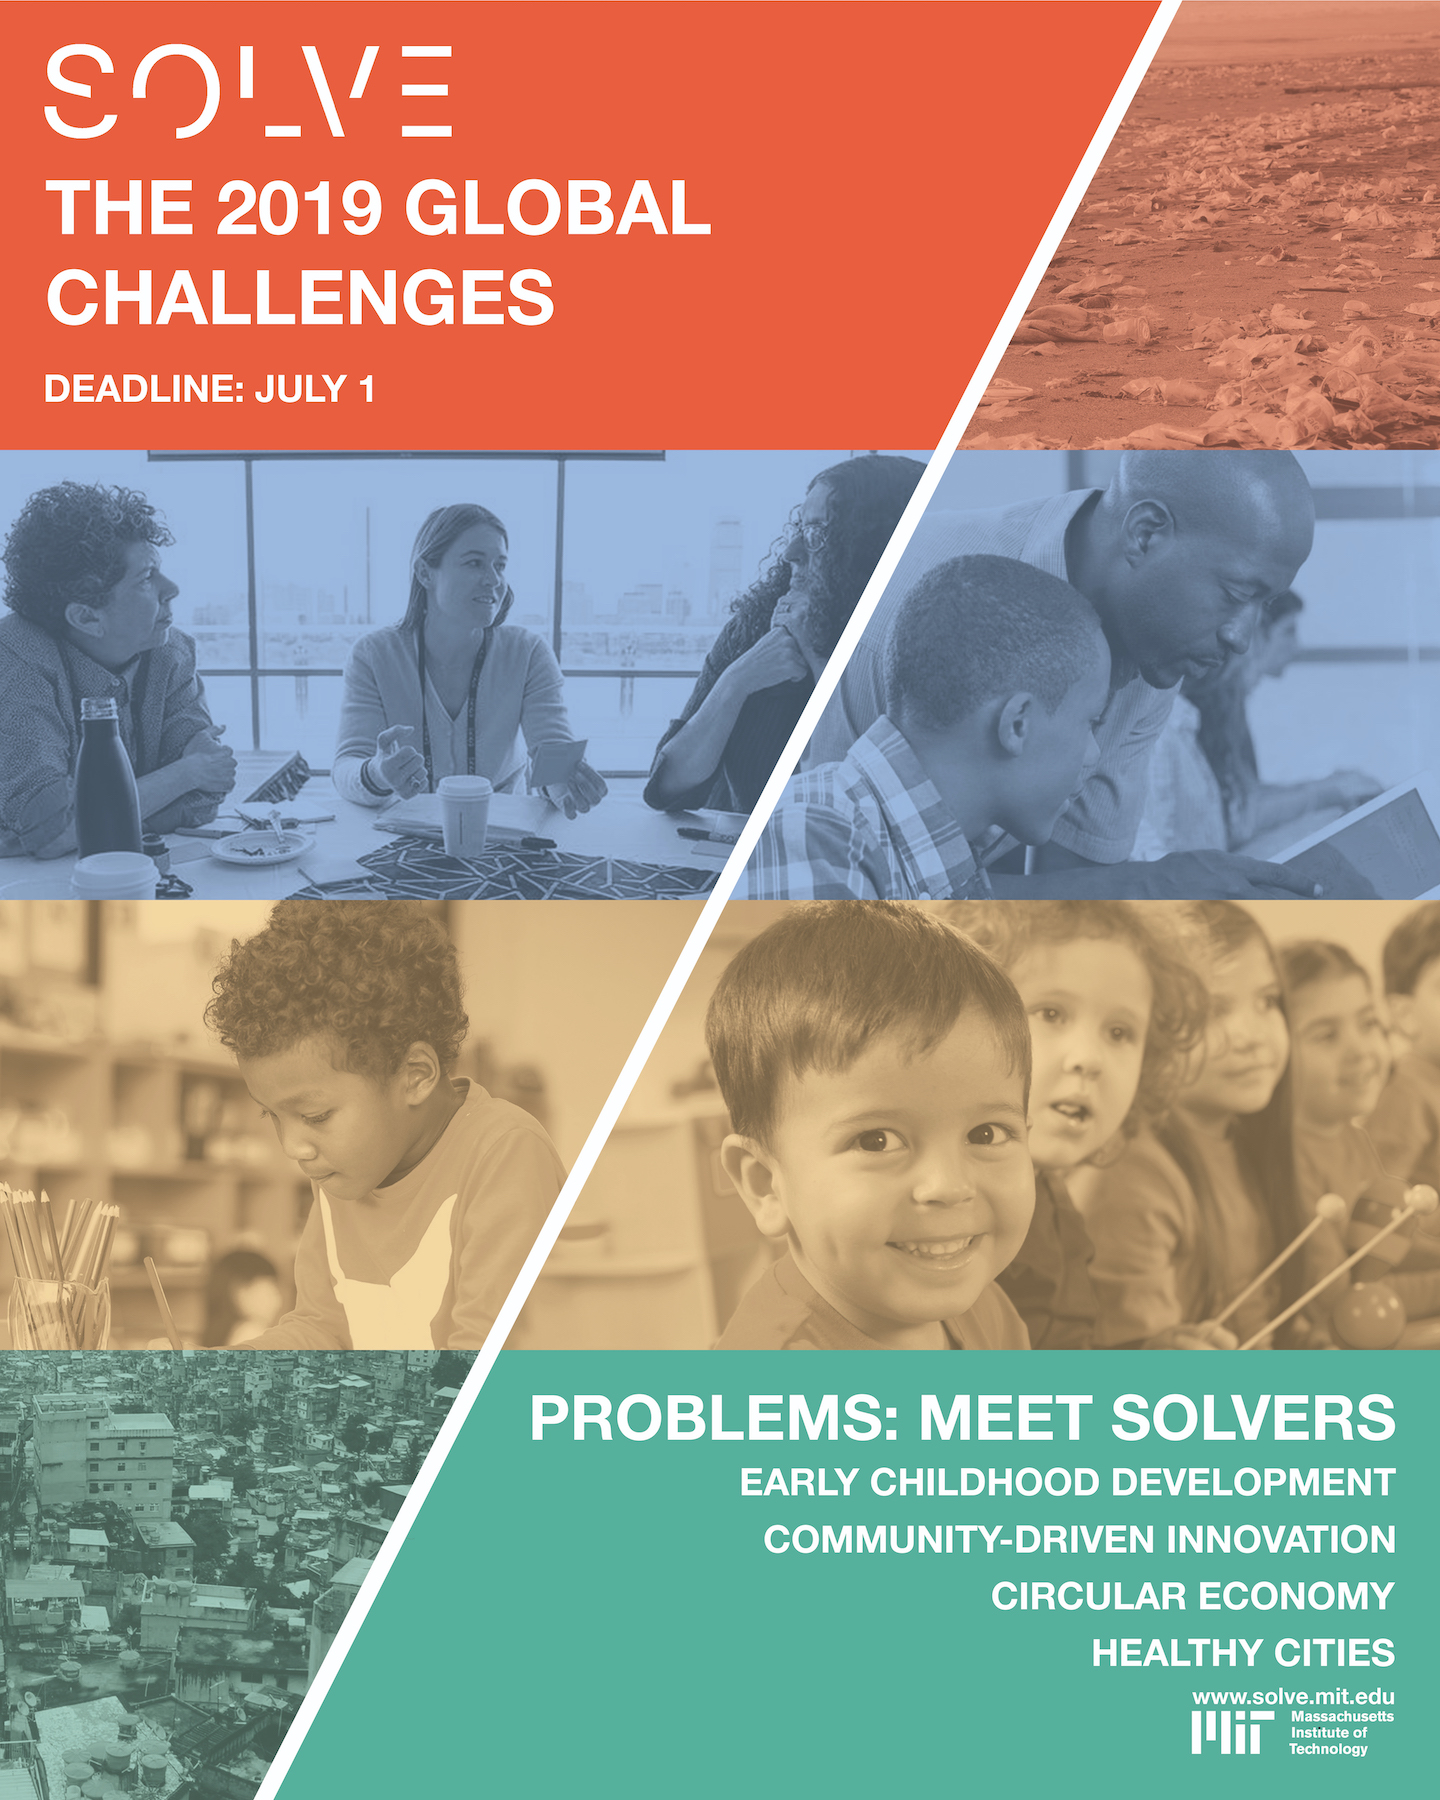 SOLVE
THE 2019 GLOBAL
CHALLENGES
DEADLINE: JULY 1
PROBLEMS: MEET SOLVERS
EARLY CHILDHOOD DEVELOPMENT
COMMUNITY-DRIVEN INNOVATION
CIRCULAR ECONOMY
HEALTHY CITIES
www.solve.mit.edu
MIT
Massachusetts
Institute of
Technology